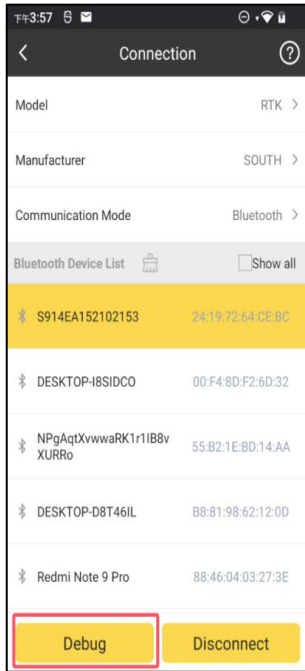 下午3:57
Connection
Model RTK
Manufacturer SOUTH
Communication Mode Bluetooth
Bluetooth Device List Show all
S914EA152102153 24:19:72:64:CE:BC
DESKTOP-I8SIDCO 00:F4:8D:F2:6D:32
NPgAqtXvwwaRK1r1IB8v
XURRo 55:B2:1E:BD:14:AA
DESKTOP-D8T46IL B8:81:98:62:12:0D
Redmi Note 9 Pro 88:46:04:03:27:3E
Debug Disconnect